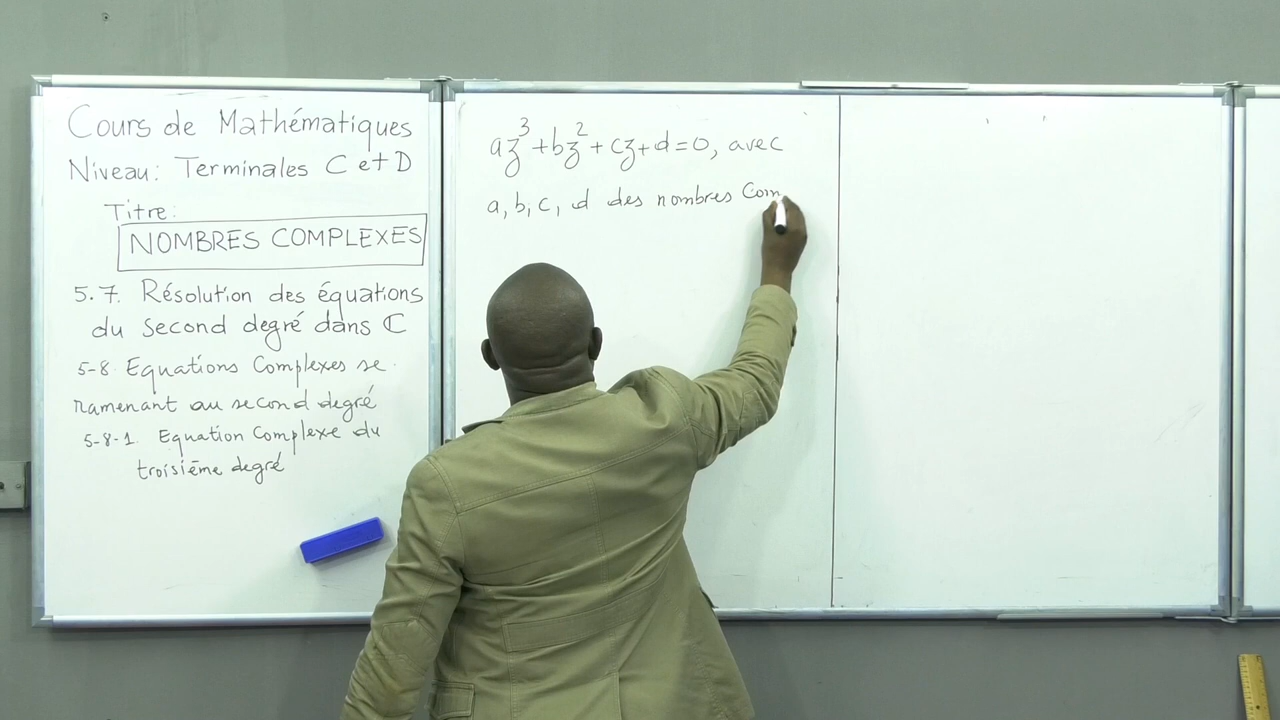 Cours de Mathématiques
Niveau: Terminales C et D
Titre:
NOMBRES COMPLEXES
5.7. Résolution des équations
du second degré dans ℂ
5-8. Equations Complexes se
ramenant au second degré
5-8-1. Equation Complexe du
troisième degré
az³+bz²+cz+d=0, avec
a, b, c, d des nombres Com